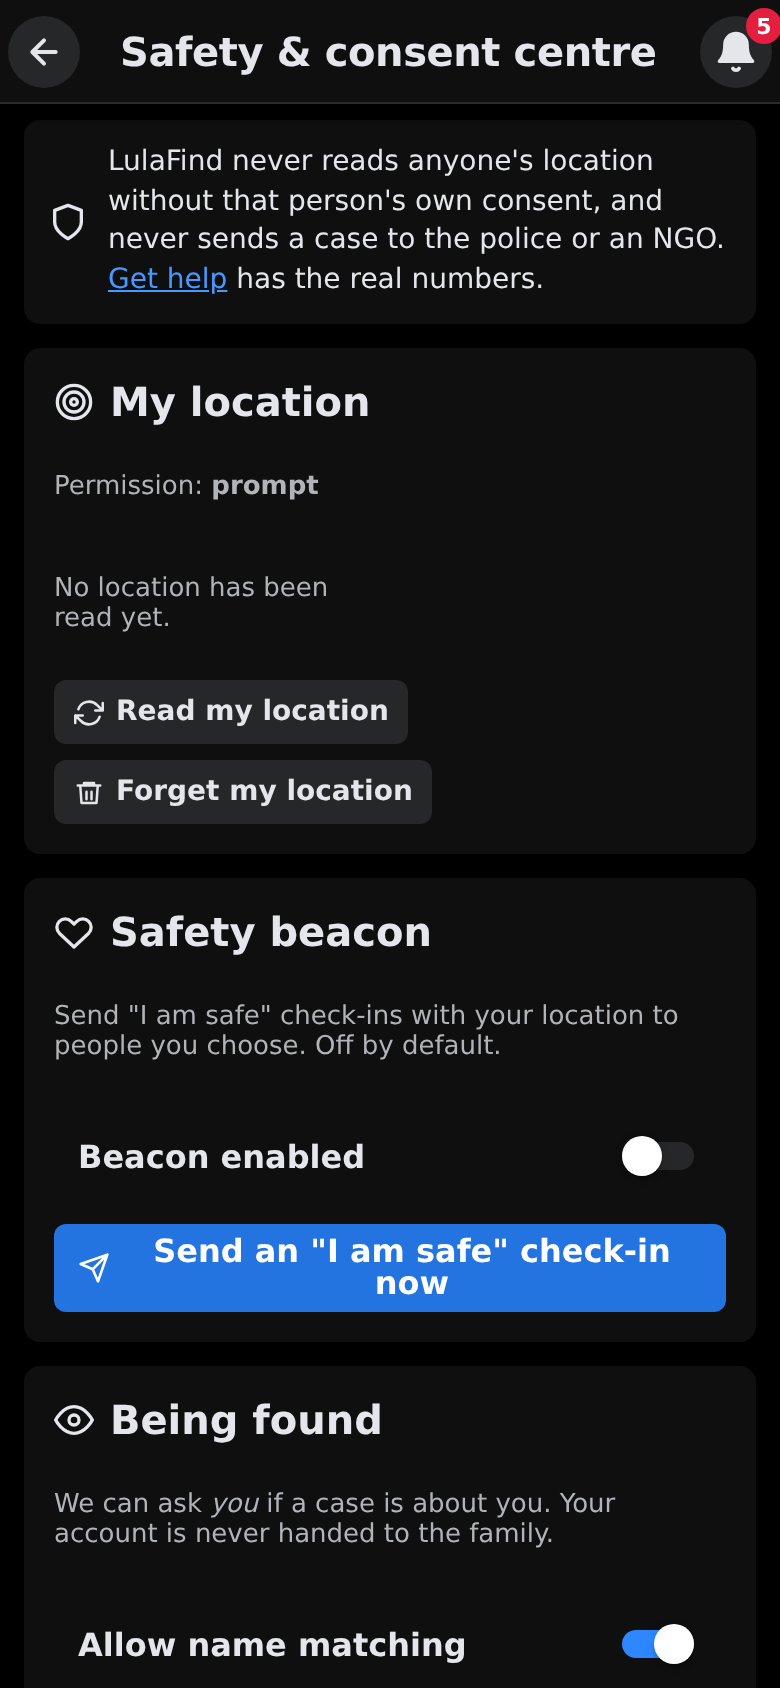 Safety & consent centre
5
LulaFind never reads anyone's location
without that person's own consent, and
never sends a case to the police or an NGO.
Get help has the real numbers.
My location
Permission: prompt
No location has been
read yet.
Read my location
Forget my location
Safety beacon
Send "I am safe" check-ins with your location to
people you choose. Off by default.
Beacon enabled
Send an "I am safe" check-in
now
Being found
We can ask you if a case is about you. Your
account is never handed to the family.
Allow name matching